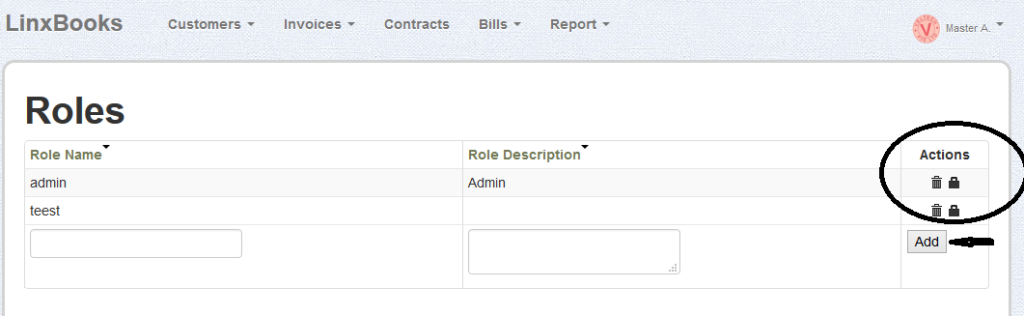 LinxBooks Customers Invoices Contracts Bills Report Master A.
V
Roles
Role Name Role Description Actions
admin Admin
teest
Add